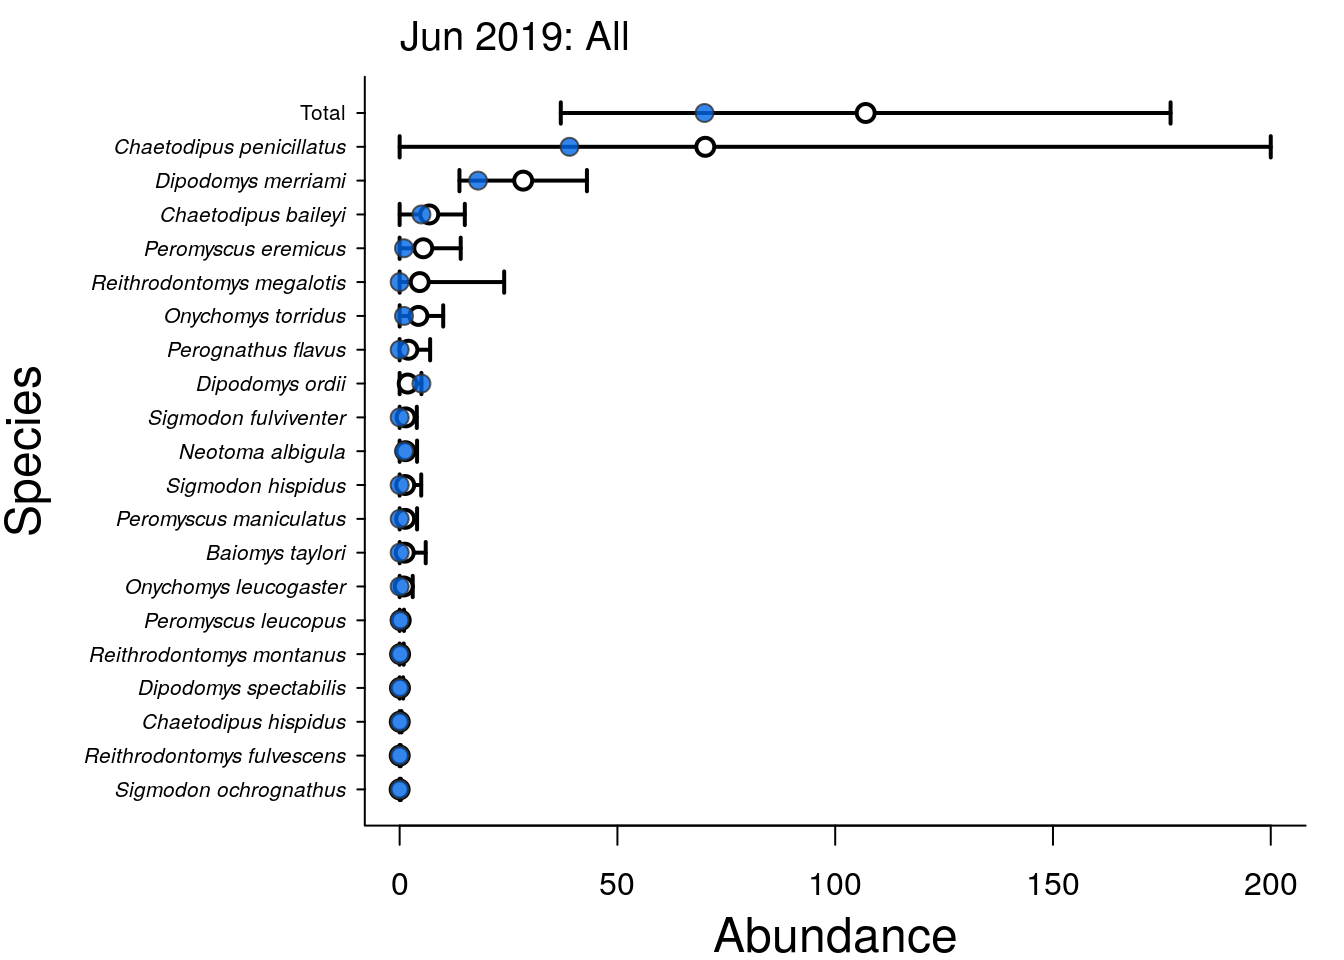 Jun 2019: All
Total
Chaetodipus penicillatus
Dipodomys merriami
Chaetodipus baileyi
Peromyscus eremicus
Reithrodontomys megalotis
Onychomys torridus
Perognathus flavus
Dipodomys ordii
Sigmodon fulviventer
Neotoma albigula
Sigmodon hispidus
Peromyscus maniculatus
Baiomys taylori
Onychomys leucogaster
Peromyscus leucopus
Reithrodontomys montanus
Dipodomys spectabilis
Chaetodipus hispidus
Reithrodontomys fulvescens
Sigmodon ochrognathus
Species
0 50 100 150 200
Abundance